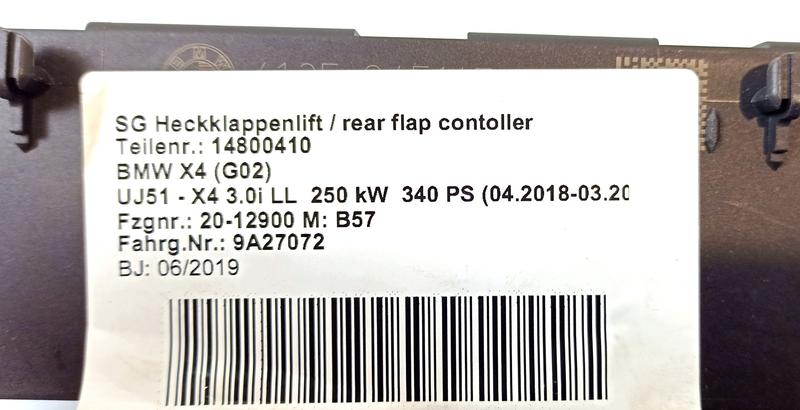 SG Heckklappenlift / rear flap contoller
Teilenr.: 14800410
BMW X4 (G02)
UJ51 - X4 3.0i LL 250 kW 340 PS (04.2018-03.20
Fzgnr.: 20-12900 M: B57
Fahrg.Nr.: 9A27072
BJ: 06/2019